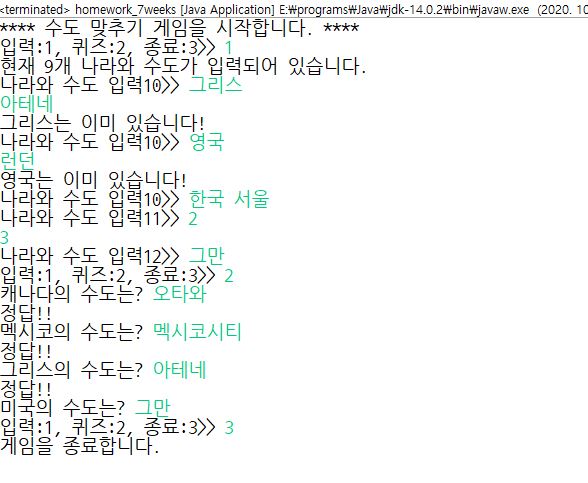 <terminated> homework_7weeks [Java Application] E:￦programs￦Java￦jdk-14.0.2￦bin￦javaw.exe (2020. 10
**** 수도 맞추기 게임을 시작합니다. ****
입력:1, 퀴즈:2, 종료:3>> 1
현재 9개 나라와 수도가 입력되어 있습니다.
나라와 수도 입력10>> 그리스
아테네
그리스는 이미 있습니다!
나라와 수도 입력10>> 영국
런던
영국는 이미 있습니다!
나라와 수도 입력10>> 한국 서울
나라와 수도 입력11>> 2
3
나라와 수도 입력12>> 그만
입력:1, 퀴즈:2, 종료:3>> 2
캐나다의 수도는? 오타와
정답!!
멕시코의 수도는? 멕시코시티
정답!!
그리스의 수도는? 아테네
정답!!
미국의 수도는? 그만
입력:1, 퀴즈:2, 종료:3>> 3
게임을 종료합니다.